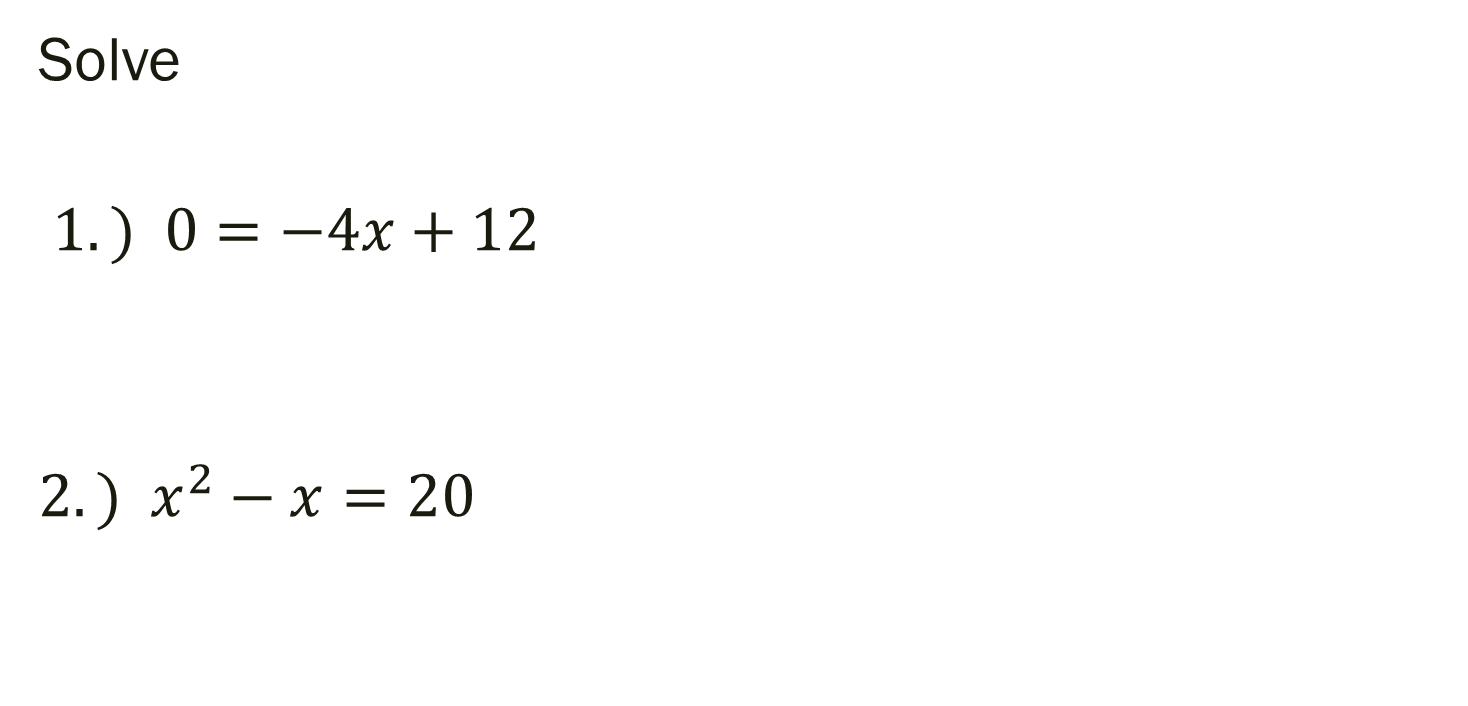 Solve
1.) 0 = −4x + 12
2.) x² − x = 20